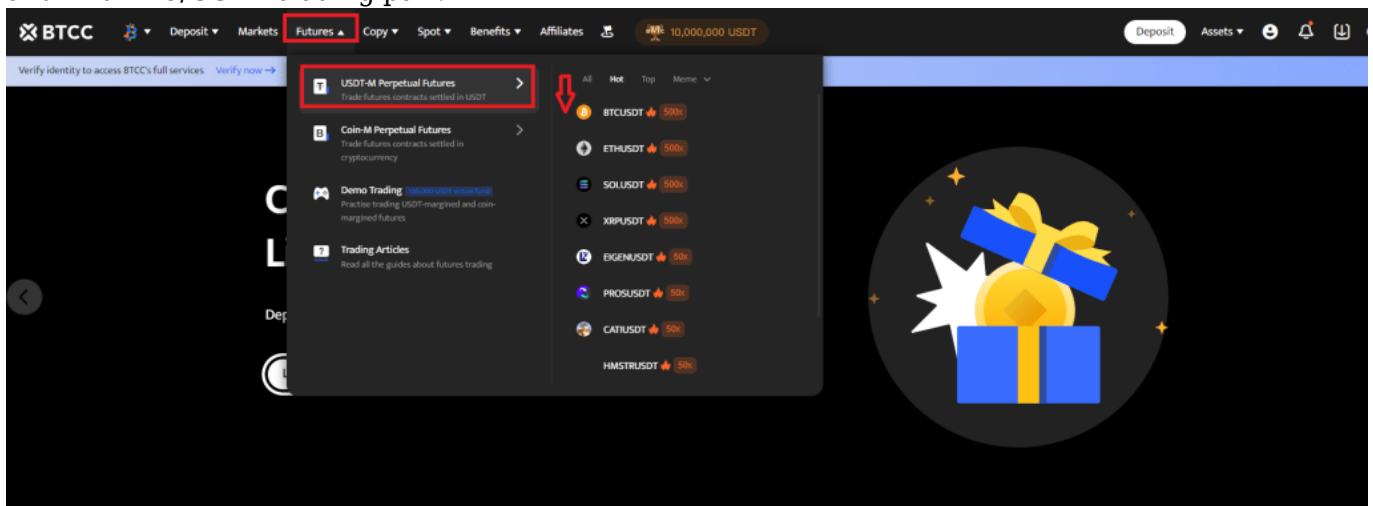 BTCC Deposit Markets Futures Copy Spot Benefits Affiliates 10,000,000 USDT Deposit Assets
Verify identity to access BTCC's full services Verify now →
USDT-M Perpetual Futures
Trade futures contracts settled in USDT
Coin-M Perpetual Futures
Trade futures contracts settled in
cryptocurrency
Demo Trading
Practise trading USDT-margined and coin-
margined futures
Trading Articles
Read all the guides about futures trading
All Hot Top Meme
BTCUSDT 500x
ETHUSDT 500x
SOLUSDT 500x
XRPUSDT 500x
EIGENUSDT 50x
PROSUSDT 50x
CATIUSDT 50x
HMSTRUSDT 50x
C
L
Dep